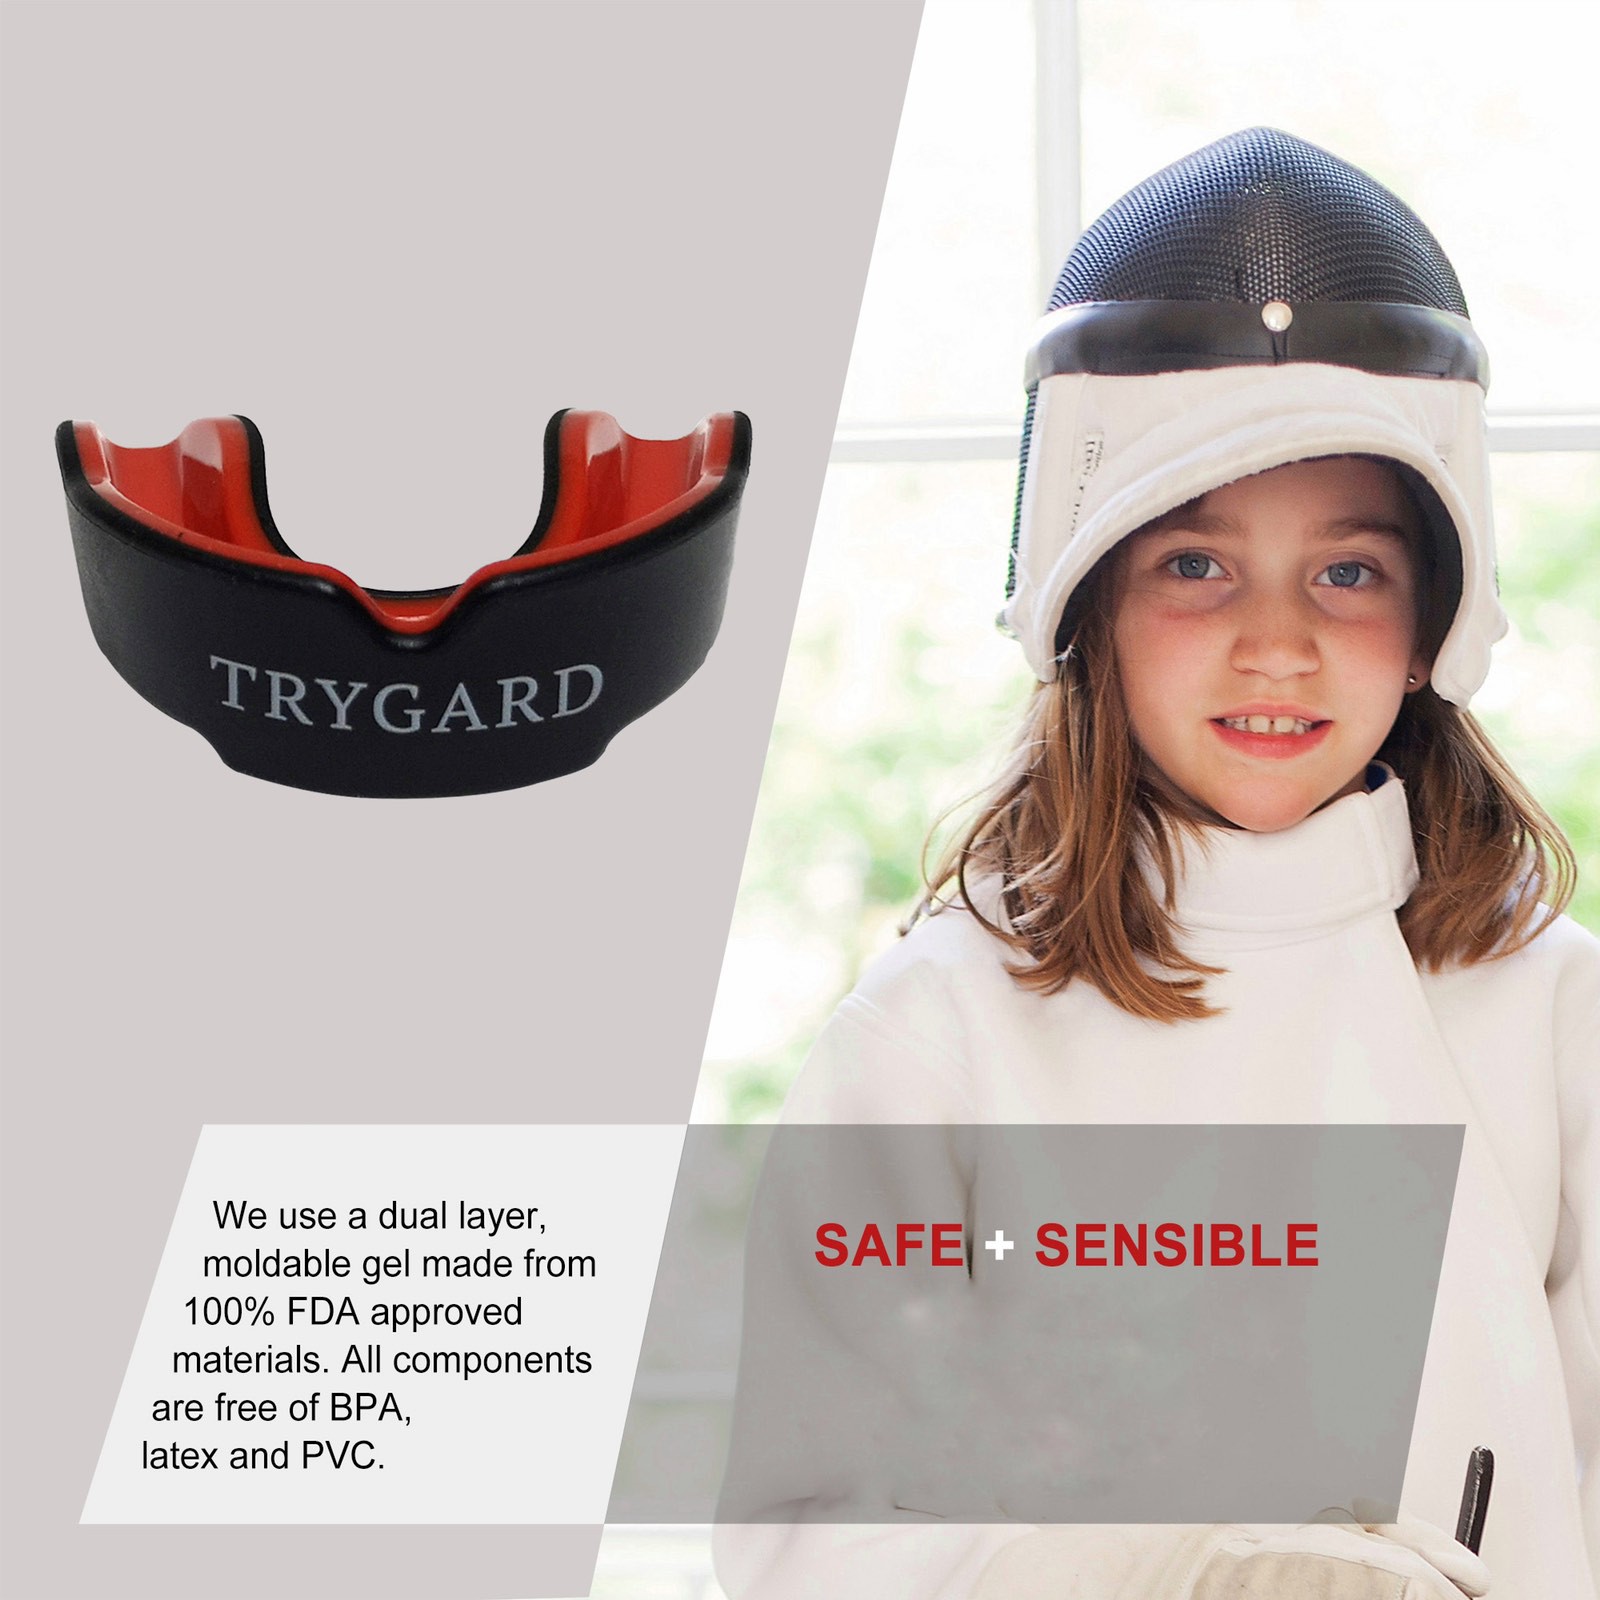 TRYGARD
We use a dual layer,
moldable gel made from
100% FDA approved
materials. All components
are free of BPA,
latex and PVC.
SAFE + SENSIBLE